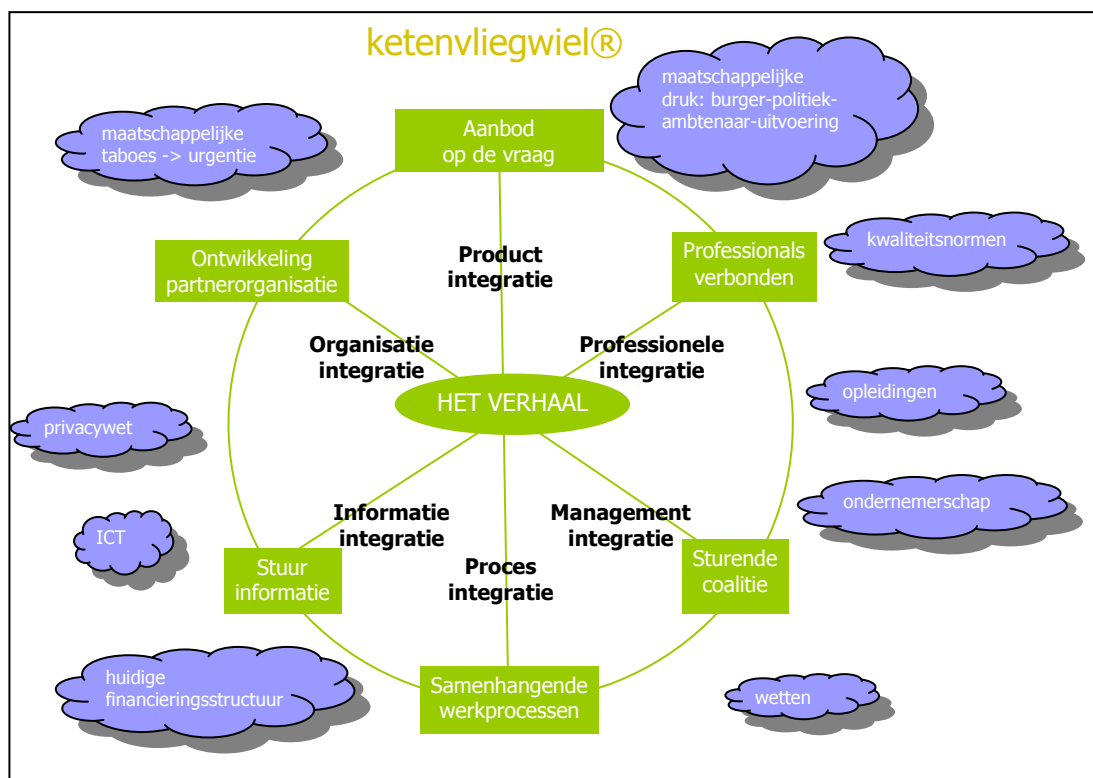 ketenvliegwiel®
maatschappelijke
druk: burger-politiek-
ambtenaar-uitvoering
maatschappelijke
taboes -> urgentie
Aanbod
op de vraag
kwaliteitsnormen
Ontwikkeling
partnerorganisatie
Product
integratie
Professionals
verbonden
Organisatie
integratie
Professionele
integratie
HET VERHAAL
opleidingen
privacywet
ondernemerschap
ICT
Informatie
integratie
Management
integratie
Stuur
informatie
Proces
integratie
Sturende
coalitie
huidige
financieringsstructuur
Samenhangende
werkprocessen
wetten